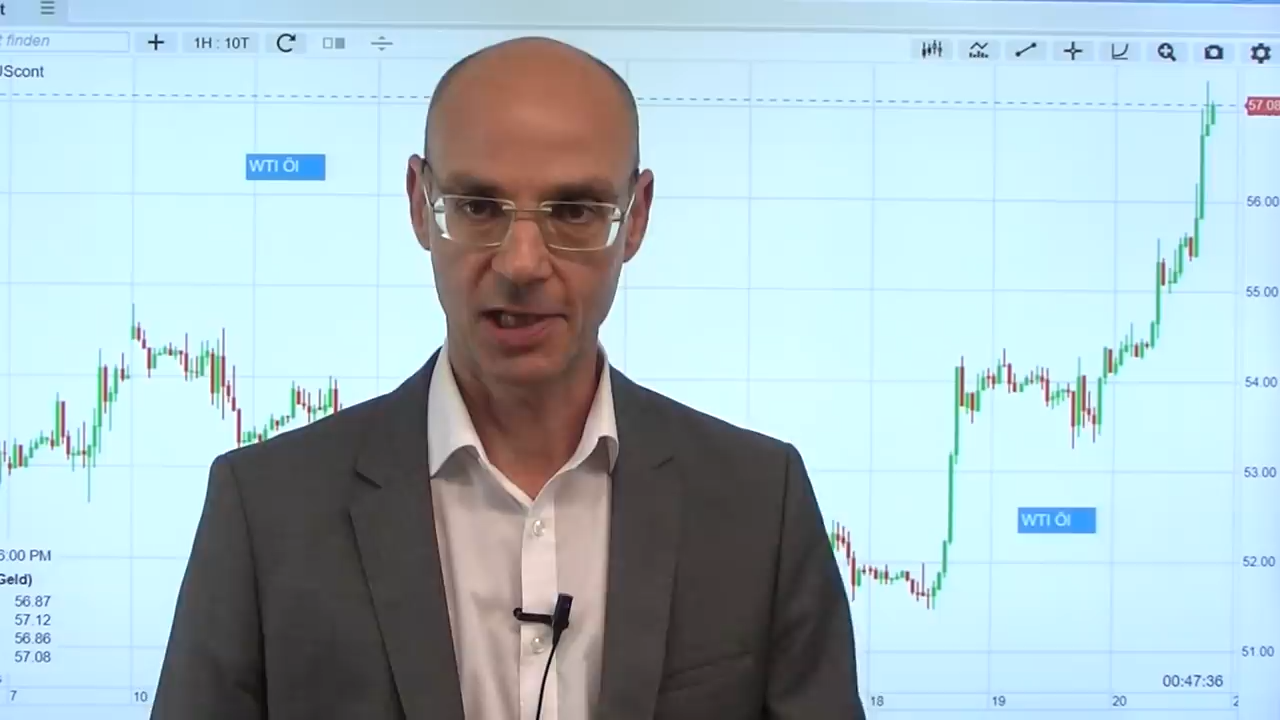 t
t finden
1H : 10T
UScont
57.08
WTI Öl
56.00
55.00
54.00
53.00
WTI Öl
52.00
6:00 PM
Geld)
56.87
57.12
56.86
57.08
51.00
00:47:36
7
10
18
19
20
2